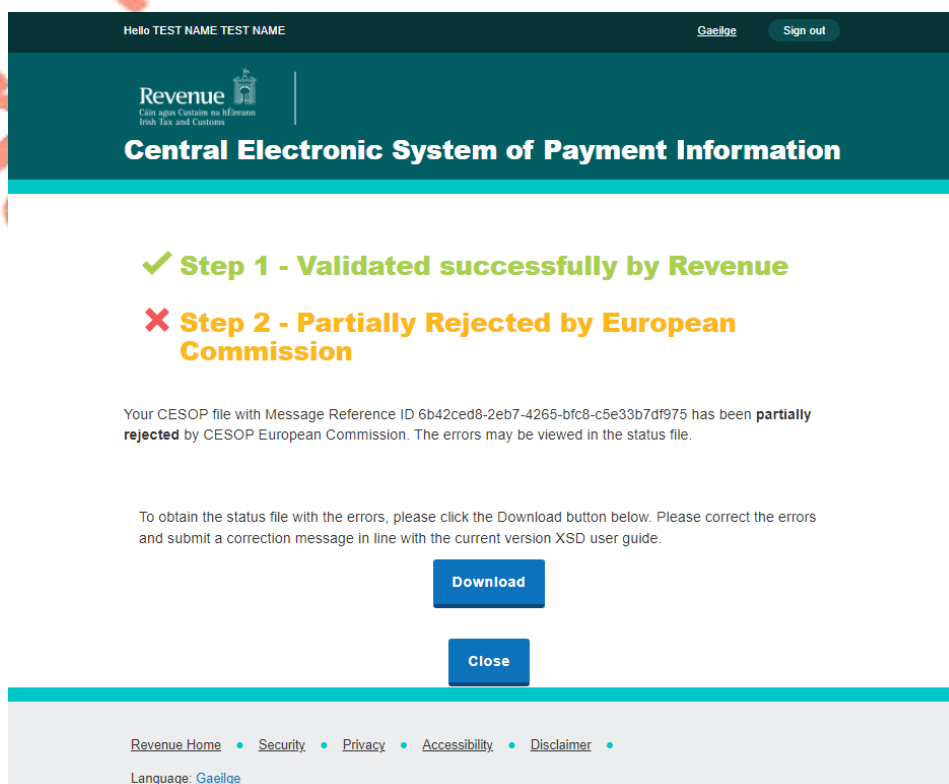 Hello TEST NAME TEST NAME
Gaeilge
Sign out
Revenue
Cáin agus Custaim na hÉireann
Irish Tax and Customs
Central Electronic System of Payment Information
Step 1 - Validated successfully by Revenue
Step 2 - Partially Rejected by European
Commission
Your CESOP file with Message Reference ID 6b42ced8-2eb7-4265-bfc8-c5e33b7df975 has been partially
rejected by CESOP European Commission. The errors may be viewed in the status file.
To obtain the status file with the errors, please click the Download button below. Please correct the errors
and submit a correction message in line with the current version XSD user guide.
Download
Close
Revenue Home • Security • Privacy • Accessibility • Disclaimer •
Language: Gaeilge